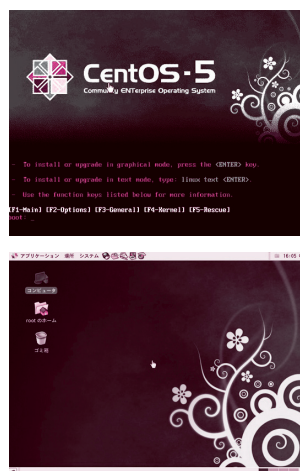 CentOS-5
Community ENTerprise Operating System
- To install or upgrade in graphical mode, press the <ENTER> key.
- To install or upgrade in text mode, type: linux text <ENTER>.
- Use the function keys listed below for more information.
[F1-Main] [F2-Options] [F3-General] [F4-Kernel] [F5-Rescue]
boot: _
アプリケーション 場所 システム
コンピュータ
root のホーム
ゴミ箱